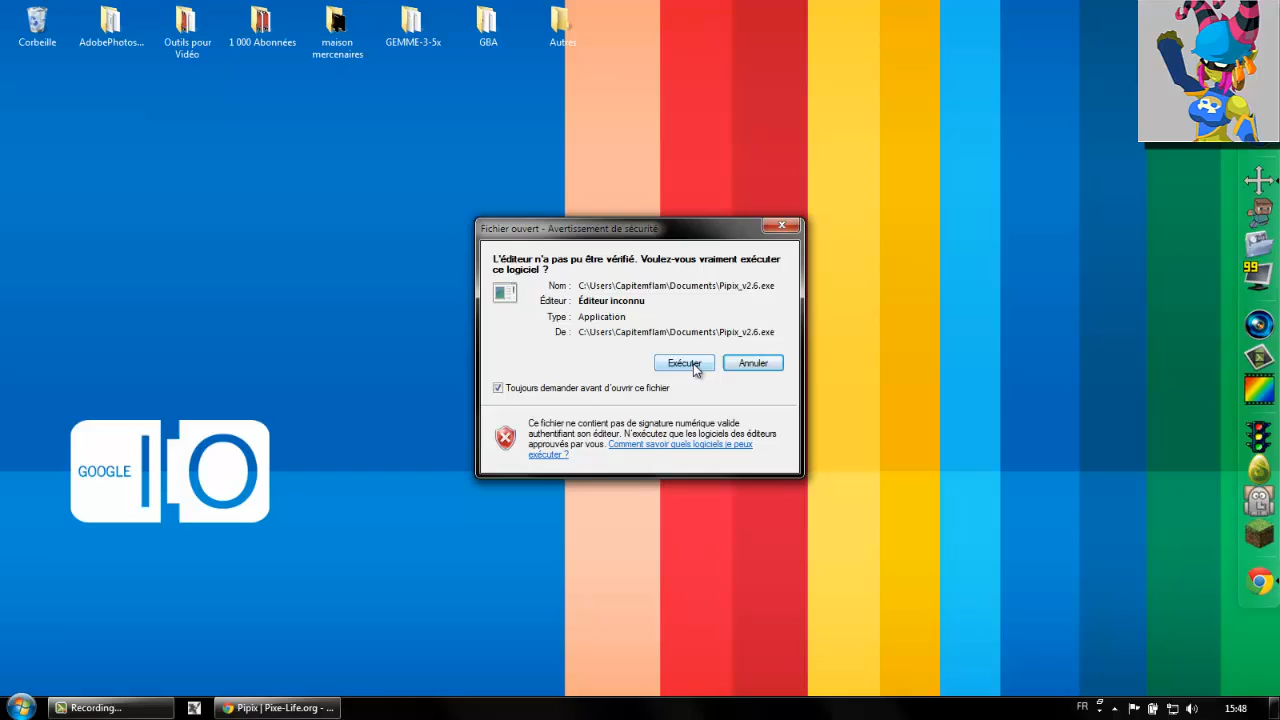 Corbeille
AdobePhotos...
Outils pour
Vidéo
1 000 Abonnées
maison
mercenaires
GEMME-3-5x
GBA
Autres
Fichier ouvert - Avertissement de sécurité
L'éditeur n'a pas pu être vérifié. Voulez-vous vraiment exécuter
ce logiciel ?
Nom : C:\Users\Capitemflam\Documents\Pipix_v2.6.exe
Éditeur : Éditeur inconnu
Type : Application
De : C:\Users\Capitemflam\Documents\Pipix_v2.6.exe
Exécuter Annuler
Toujours demander avant d'ouvrir ce fichier
Ce fichier ne contient pas de signature numérique valide
authentifiant son éditeur. N'exécutez que les logiciels des éditeurs
approuvés par vous. Comment savoir quels logiciels je peux
exécuter ?
GOOGLE IO
99
Recording...
Pipix | Pixe-Life.org - ...
FR
15:48